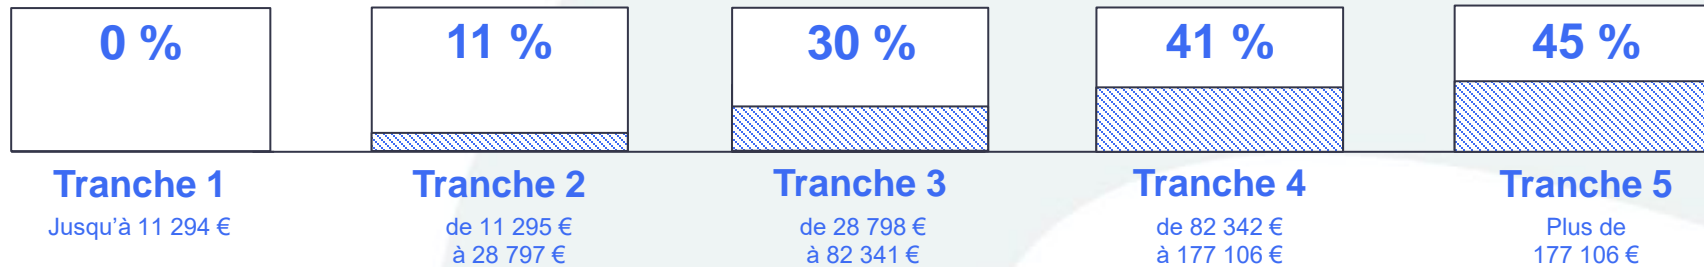 0 %
11 %
30 %
41 %
45 %
Tranche 1
Tranche 2
Tranche 3
Tranche 4
Tranche 5
Jusqu’à 11 294 €
de 11 295 €
à 28 797 €
de 28 798 €
à 82 341 €
de 82 342 €
à 177 106 €
Plus de
177 106 €